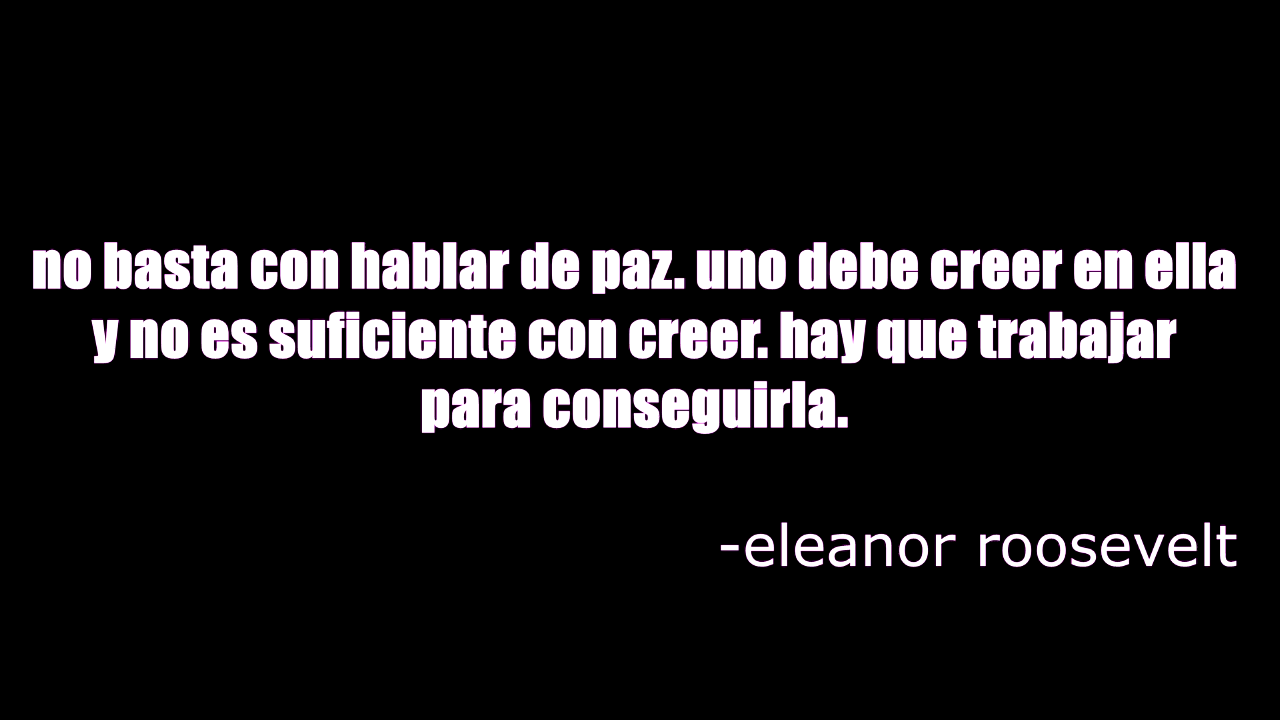 no basta con hablar de paz. uno debe creer en ella
y no es suficiente con creer. hay que trabajar
para conseguirla.
-eleanor roosevelt